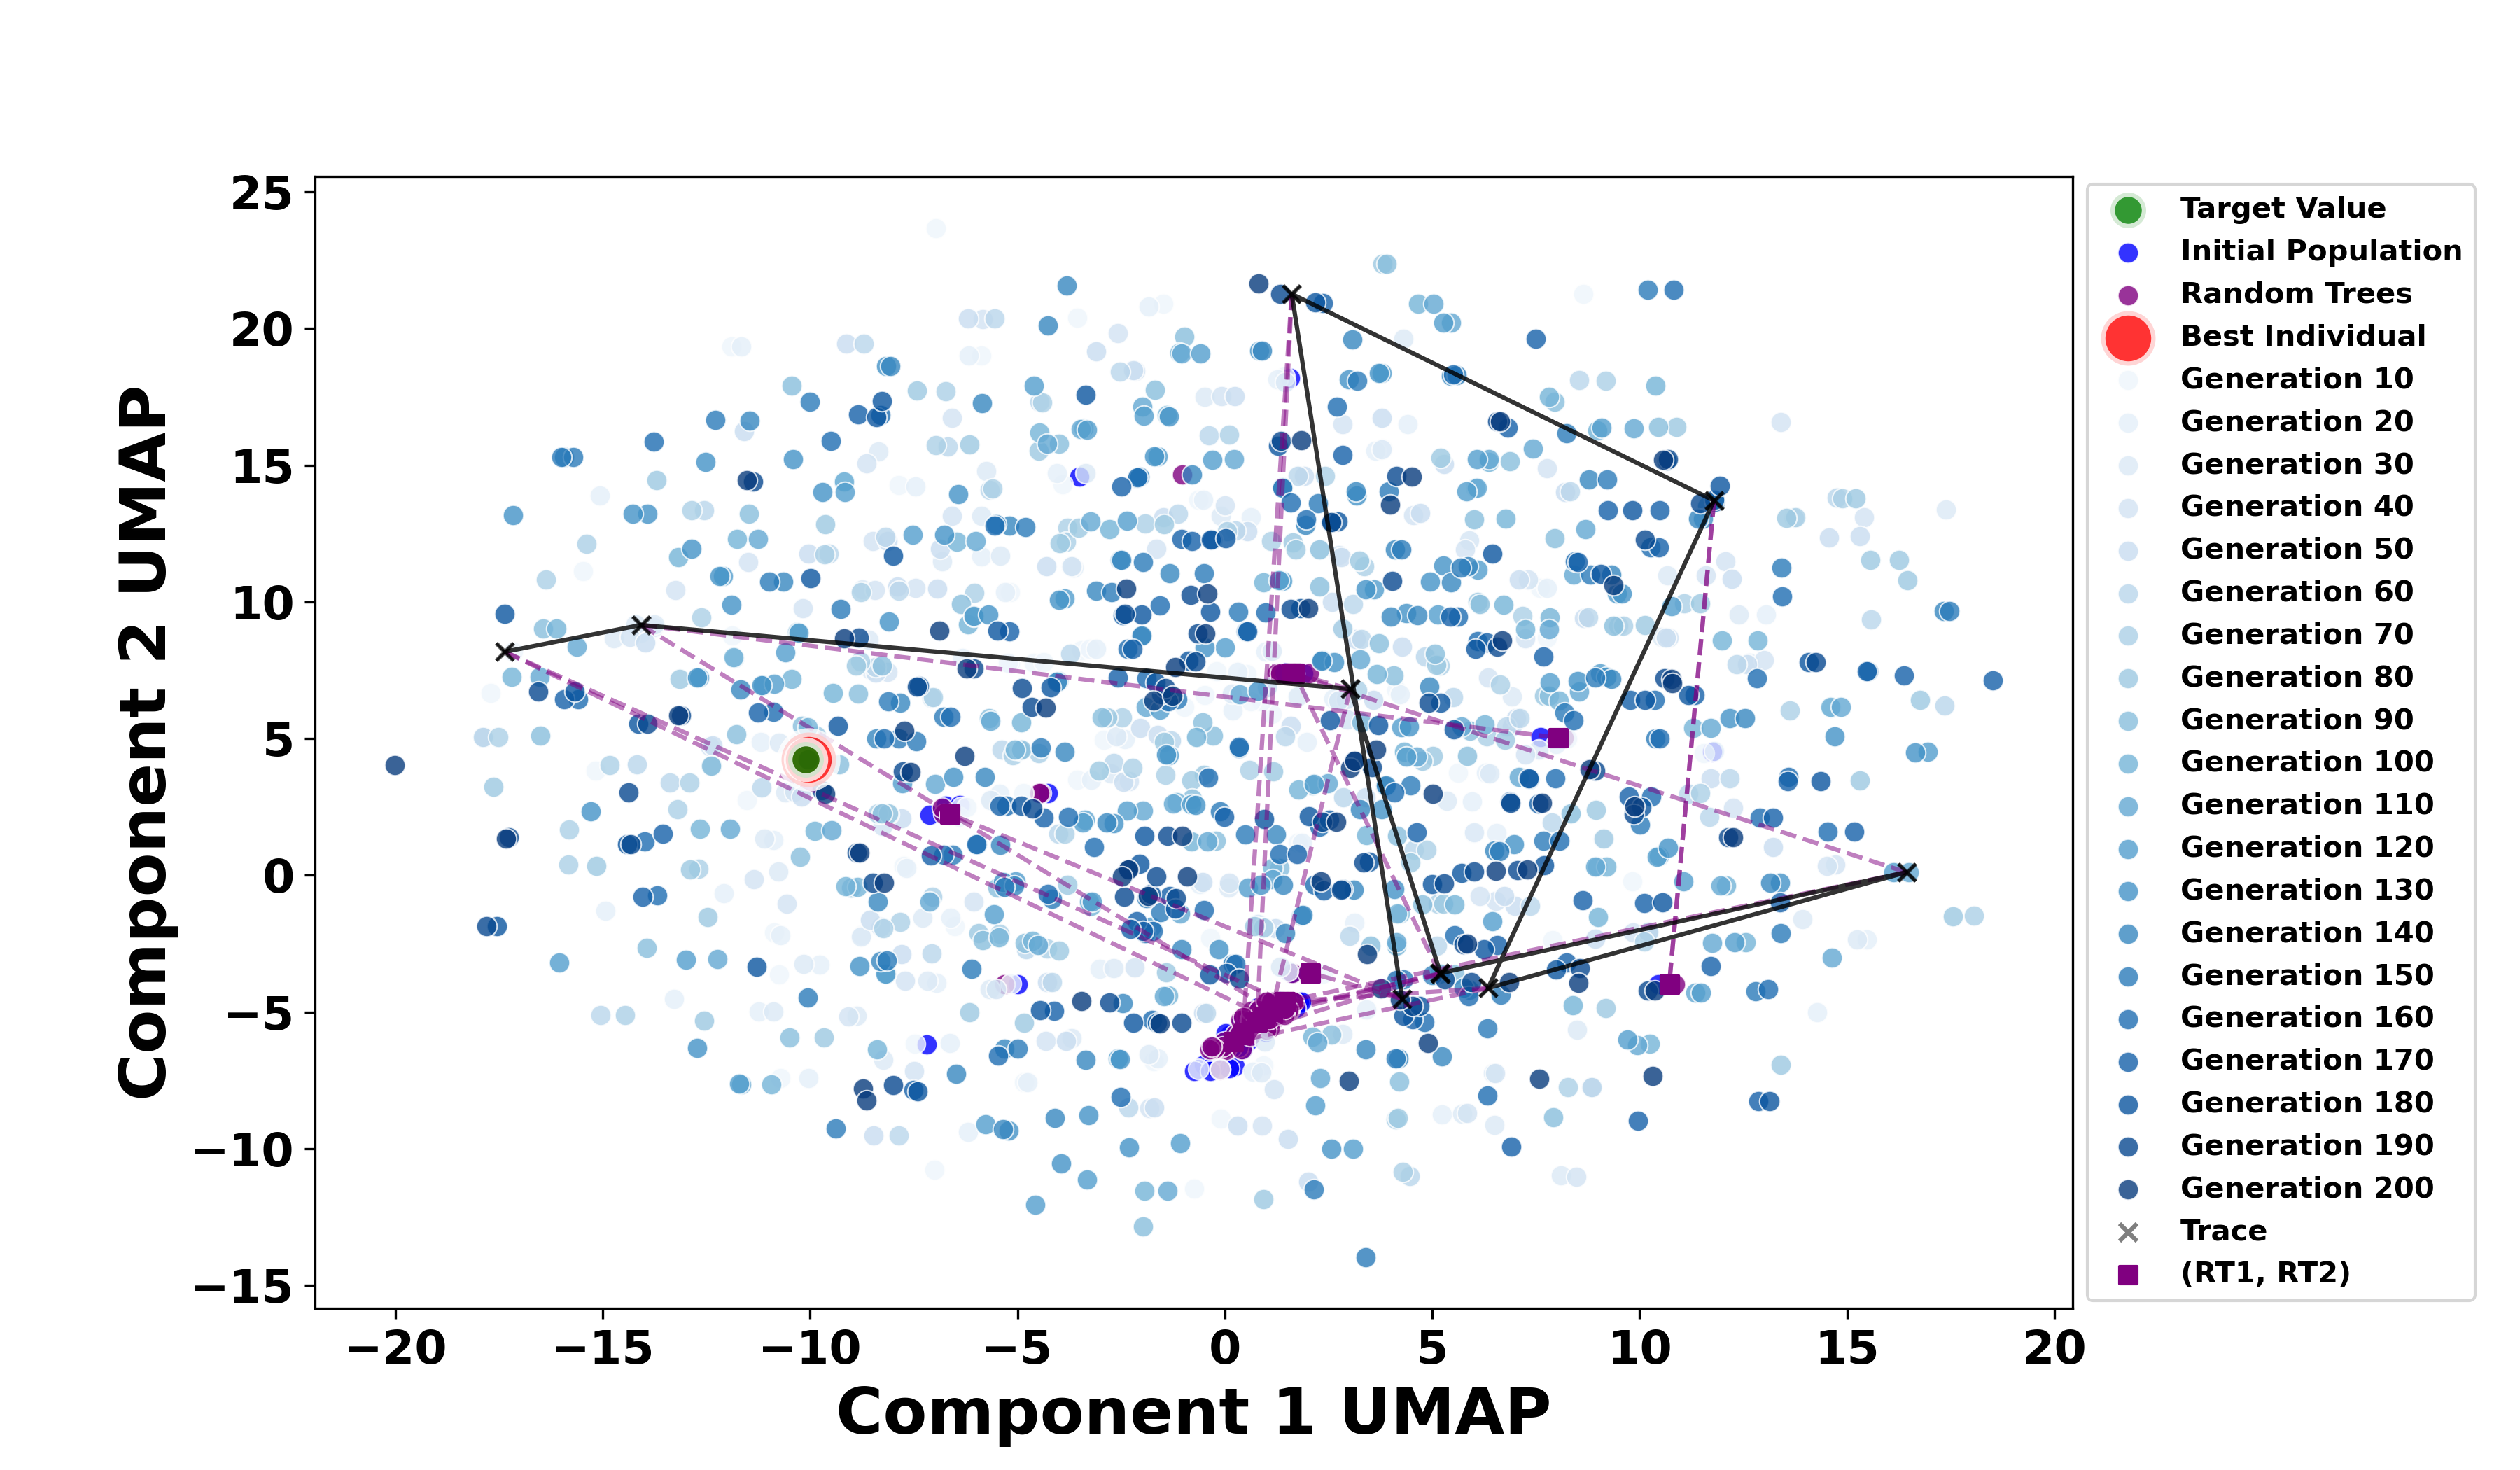 25
20
15
10
5
0
−5
−10
−15
Component 2 UMAP
−20
−15
−10
−5
0
5
10
15
20
Component 1 UMAP
Target Value
Initial Population
Random Trees
Best Individual
Generation 10
Generation 20
Generation 30
Generation 40
Generation 50
Generation 60
Generation 70
Generation 80
Generation 90
Generation 100
Generation 110
Generation 120
Generation 130
Generation 140
Generation 150
Generation 160
Generation 170
Generation 180
Generation 190
Generation 200
Trace
(RT1, RT2)